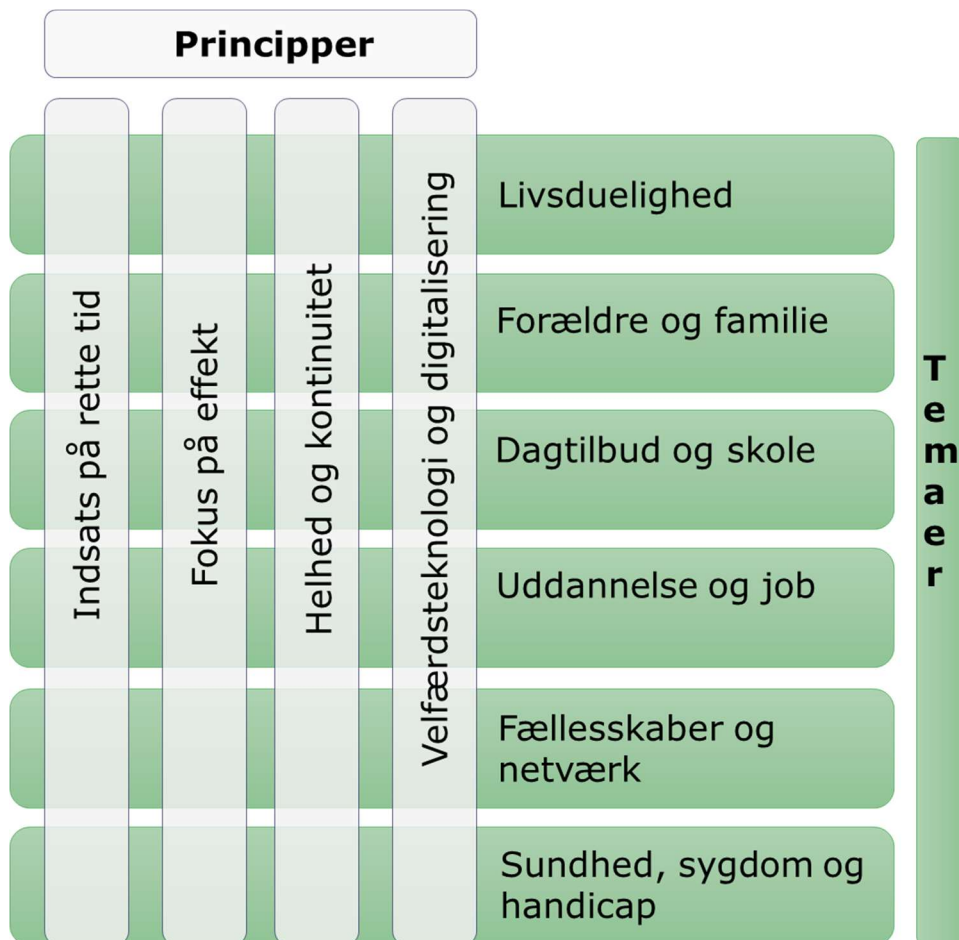 Principper
Indsats på rette tid
Fokus på effekt
Helhed og kontinuitet
Velfærdsteknologi og digitalisering
Livsduelighed
Forældre og familie
Dagtilbud og skole
Uddannelse og job
Fællesskaber og
netværk
Sundhed, sygdom og
handicap
Temaer